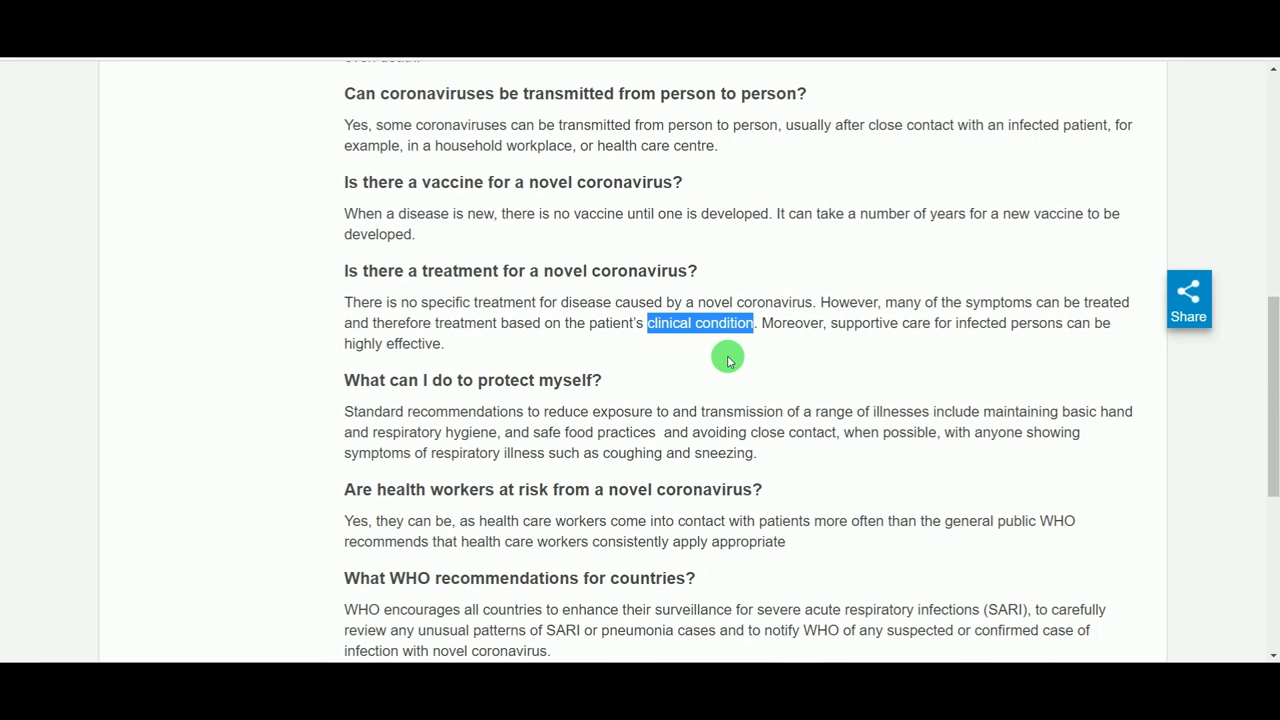 Can coronaviruses be transmitted from person to person?
Yes, some coronaviruses can be transmitted from person to person, usually after close contact with an infected patient, for
example, in a household workplace, or health care centre.
Is there a vaccine for a novel coronavirus?
When a disease is new, there is no vaccine until one is developed. It can take a number of years for a new vaccine to be
developed.
Is there a treatment for a novel coronavirus?
There is no specific treatment for disease caused by a novel coronavirus. However, many of the symptoms can be treated
and therefore treatment based on the patient’s clinical condition. Moreover, supportive care for infected persons can be
highly effective.
Share
What can I do to protect myself?
Standard recommendations to reduce exposure to and transmission of a range of illnesses include maintaining basic hand
and respiratory hygiene, and safe food practices  and avoiding close contact, when possible, with anyone showing
symptoms of respiratory illness such as coughing and sneezing.
Are health workers at risk from a novel coronavirus?
Yes, they can be, as health care workers come into contact with patients more often than the general public WHO
recommends that health care workers consistently apply appropriate
What WHO recommendations for countries?
WHO encourages all countries to enhance their surveillance for severe acute respiratory infections (SARI), to carefully
review any unusual patterns of SARI or pneumonia cases and to notify WHO of any suspected or confirmed case of
infection with novel coronavirus.